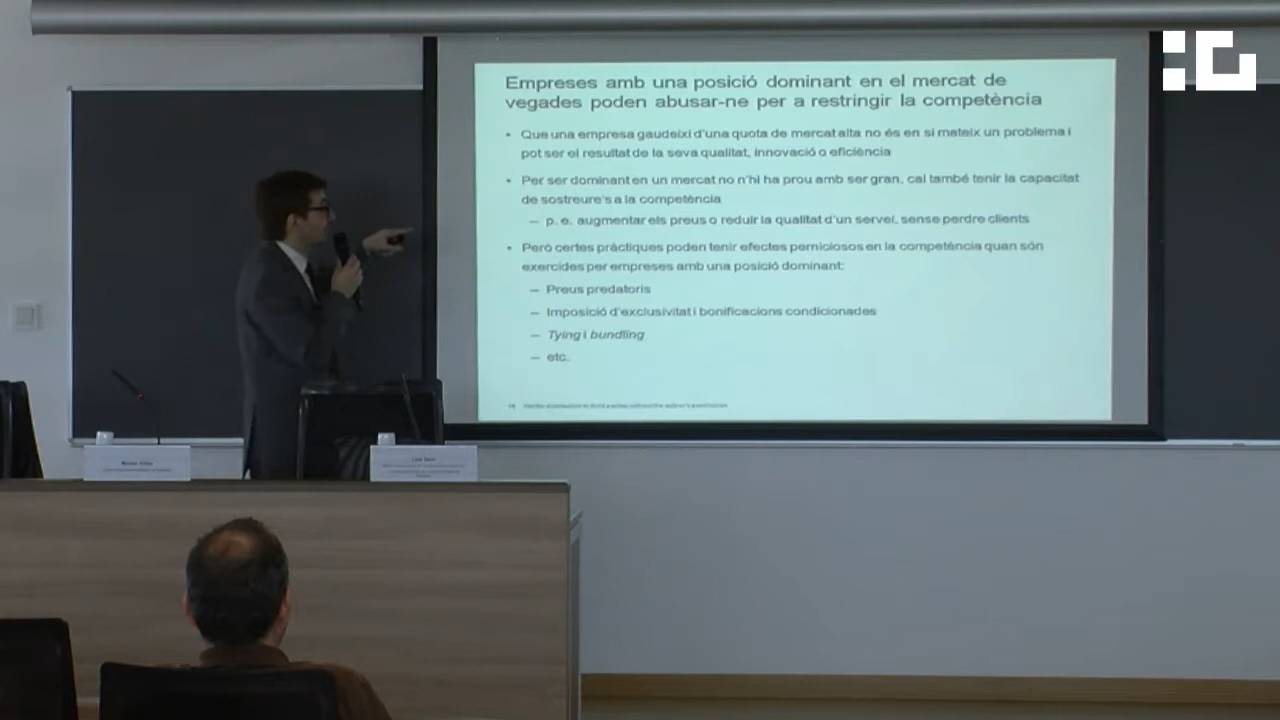 Empreses amb una posició dominant en el mercat de
vegades poden abusar-ne per a restringir la competència
• Que una empresa gaudeixi d'una quota de mercat alta no és en si mateix un problema i
pot ser el resultat de la seva qualitat, innovació o eficiència
• Per ser dominant en un mercat no n'hi ha prou amb ser gran, cal també tenir la capacitat
de sostreure's a la competència
– p. e. augmentar els preus o reduir la qualitat d'un servei, sense perdre clients
• Però certes pràctiques poden tenir efectes perniciosos en la competència quan són
exercides per empreses amb una posició dominant:
– Preus predatoris
– Imposició d'exclusivitat i bonificacions condicionades
– Tying i bundling
– etc.